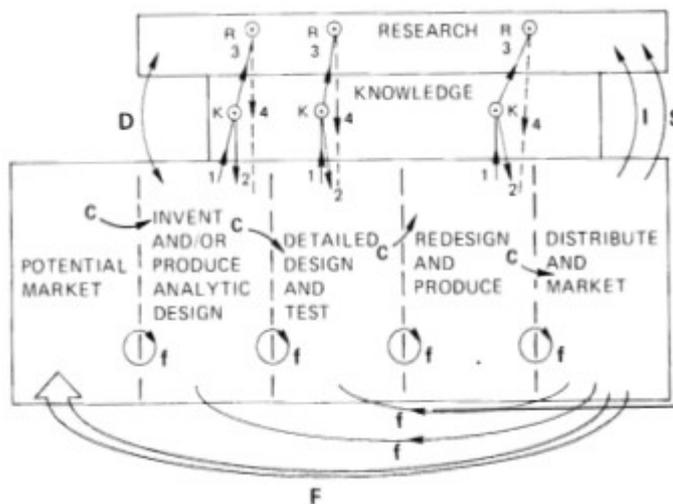 R
R
RESEARCH
R
3
3
3
KNOWLEDGE
D
K
4
K
4
K
4
I
S
1
2
1
2
1
2
C
C
C
C
POTENTIAL
MARKET
INVENT
AND/OR
PRODUCE
ANALYTIC
DESIGN
DETAILED
DESIGN
AND
TEST
REDESIGN
AND
PRODUCE
DISTRIBUTE
AND
MARKET
f
f
f
f
f
f
F